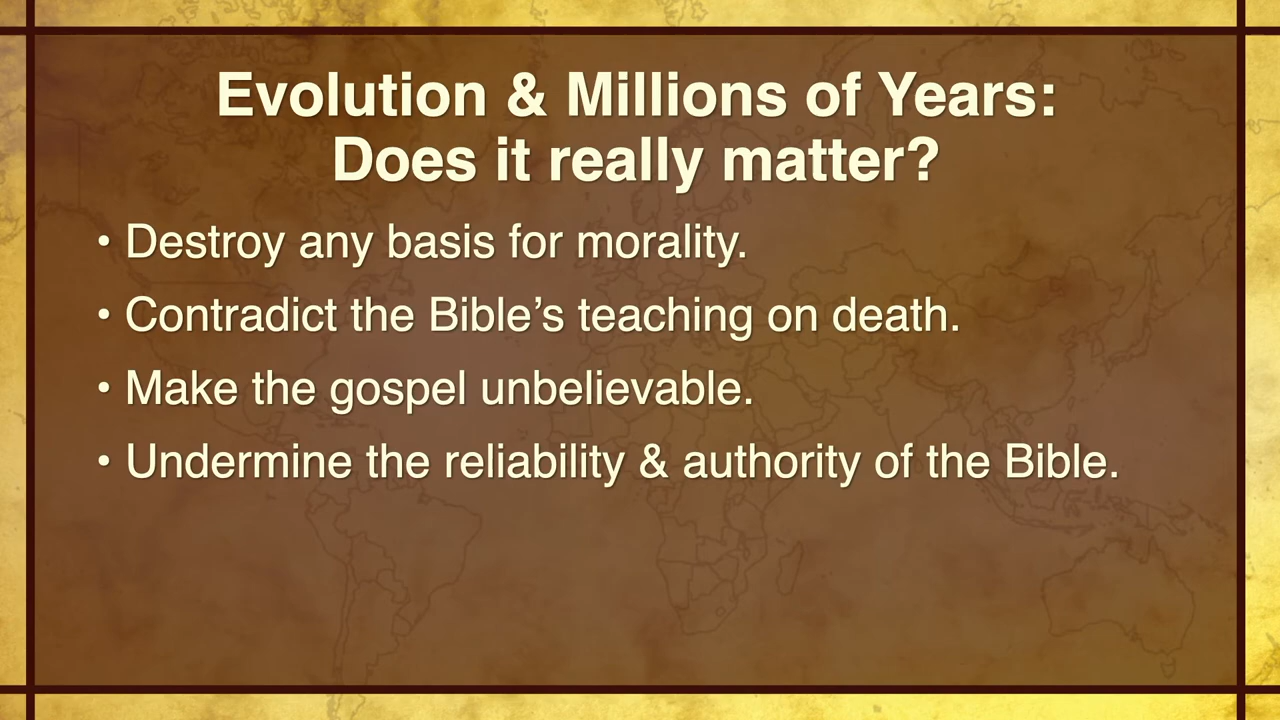 Evolution & Millions of Years:
Does it really matter?
• Destroy any basis for morality.
• Contradict the Bible’s teaching on death.
• Make the gospel unbelievable.
• Undermine the reliability & authority of the Bible.